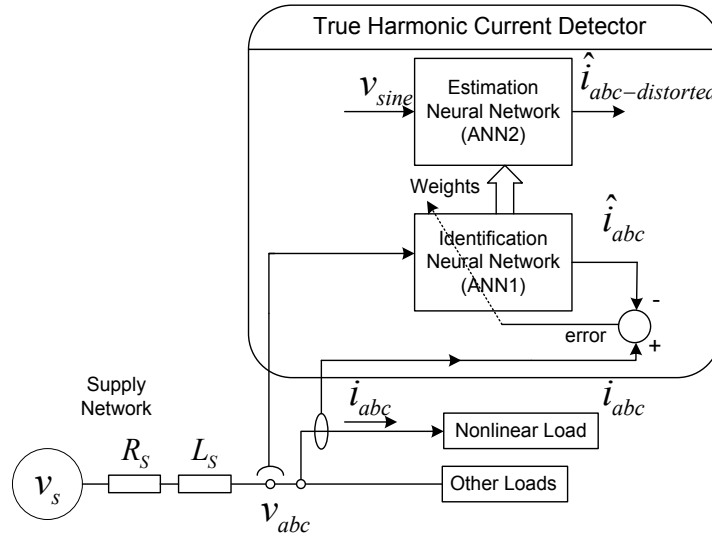 True Harmonic Current Detector
v_sine
Estimation
Neural Network
(ANN2)
î_abc−distorted
Weights
Identification
Neural Network
(ANN1)
î_abc
-
error
+
i_abc
i_abc
Supply
Network
R_S
L_S
Nonlinear Load
v_s
v_abc
Other Loads